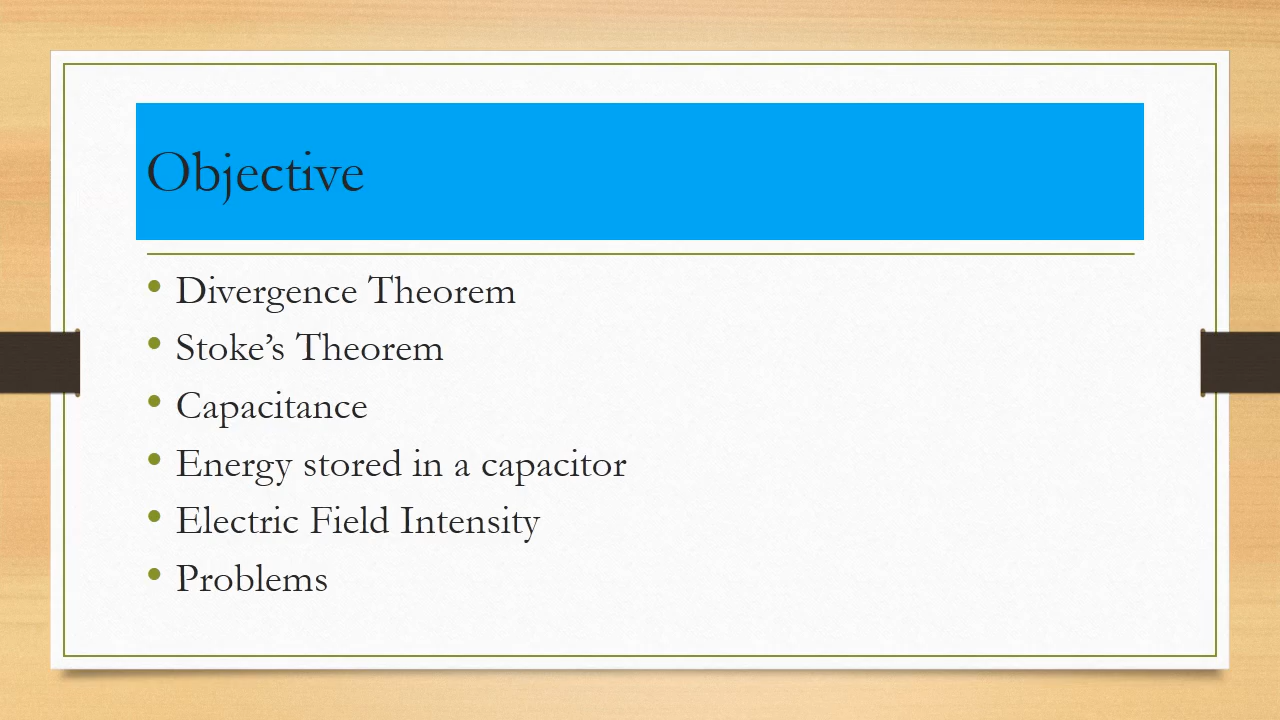 Objective
• Divergence Theorem
• Stoke’s Theorem
• Capacitance
• Energy stored in a capacitor
• Electric Field Intensity
• Problems